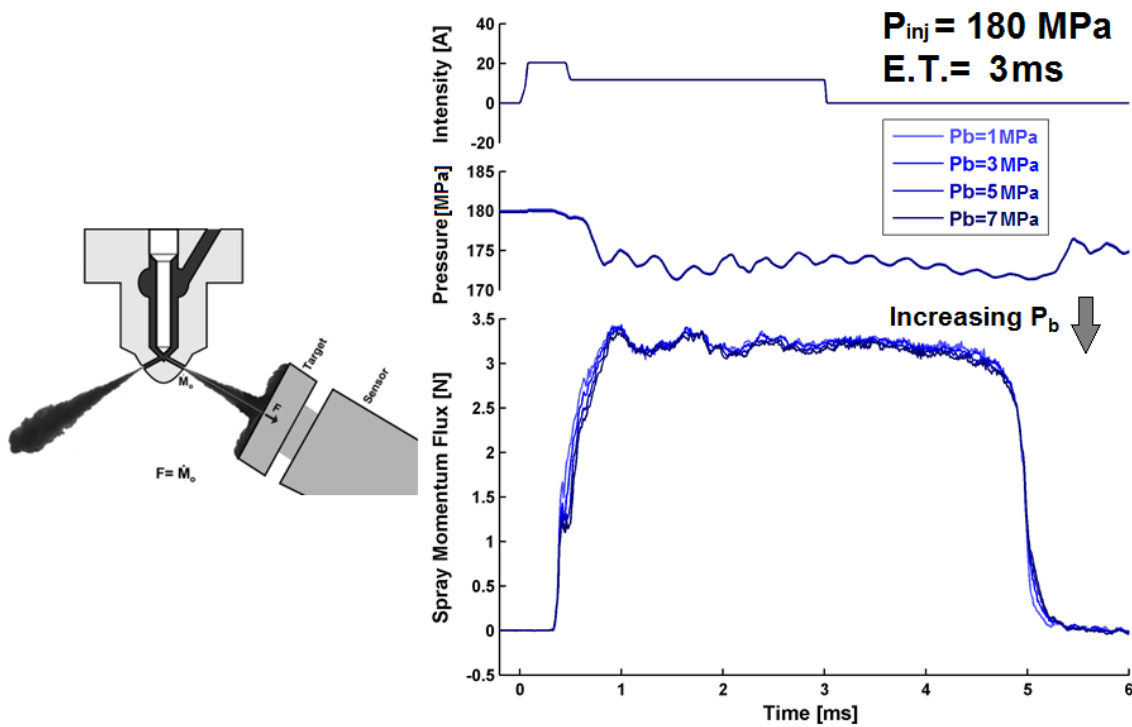 Pinj = 180 MPa
E.T.= 3ms
Intensity [A]
40
20
0
-20
Pb=1MPa
Pb=3MPa
Pb=5MPa
Pb=7MPa
Pressure[MPa]
185
180
175
170
Increasing Pb
Spray Momentum Flux [N]
3.5
3
2.5
2
1.5
1
0.5
0
-0.5
0 1 2 3 4 5 6
Time [ms]
Ṁo
Target
F
Sensor
F= Ṁo